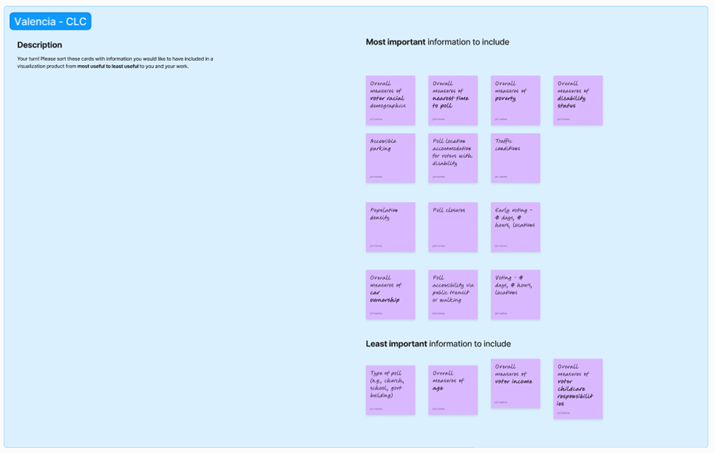 Valencia - CLC
Description
Your turn! Please sort these cards with information you would like to have included in a
visualization product from most useful to least useful to you and your work.
Most important information to include
Overall
measures of
voter racial
demographics
Overall
measures of
nearest time
to poll
Overall
measures of
poverty
Overall
measures of
disability
status
Accessible
parking
Poll location
accommodation
for voters with
disability
Traffic
conditions
Population
density
Poll closures
Early voting -
# days, #
hours, locations
Overall
measures of
car
ownership
Poll
accessibility via
public transit
or walking
Voting - #
days, # hours,
locations
Least important information to include
Type of poll
(e.g., church,
school, govt
building)
Overall
measures of
age
Overall
measures of
voter income
Overall
measures of
voter
childcare
responsibilit
ies